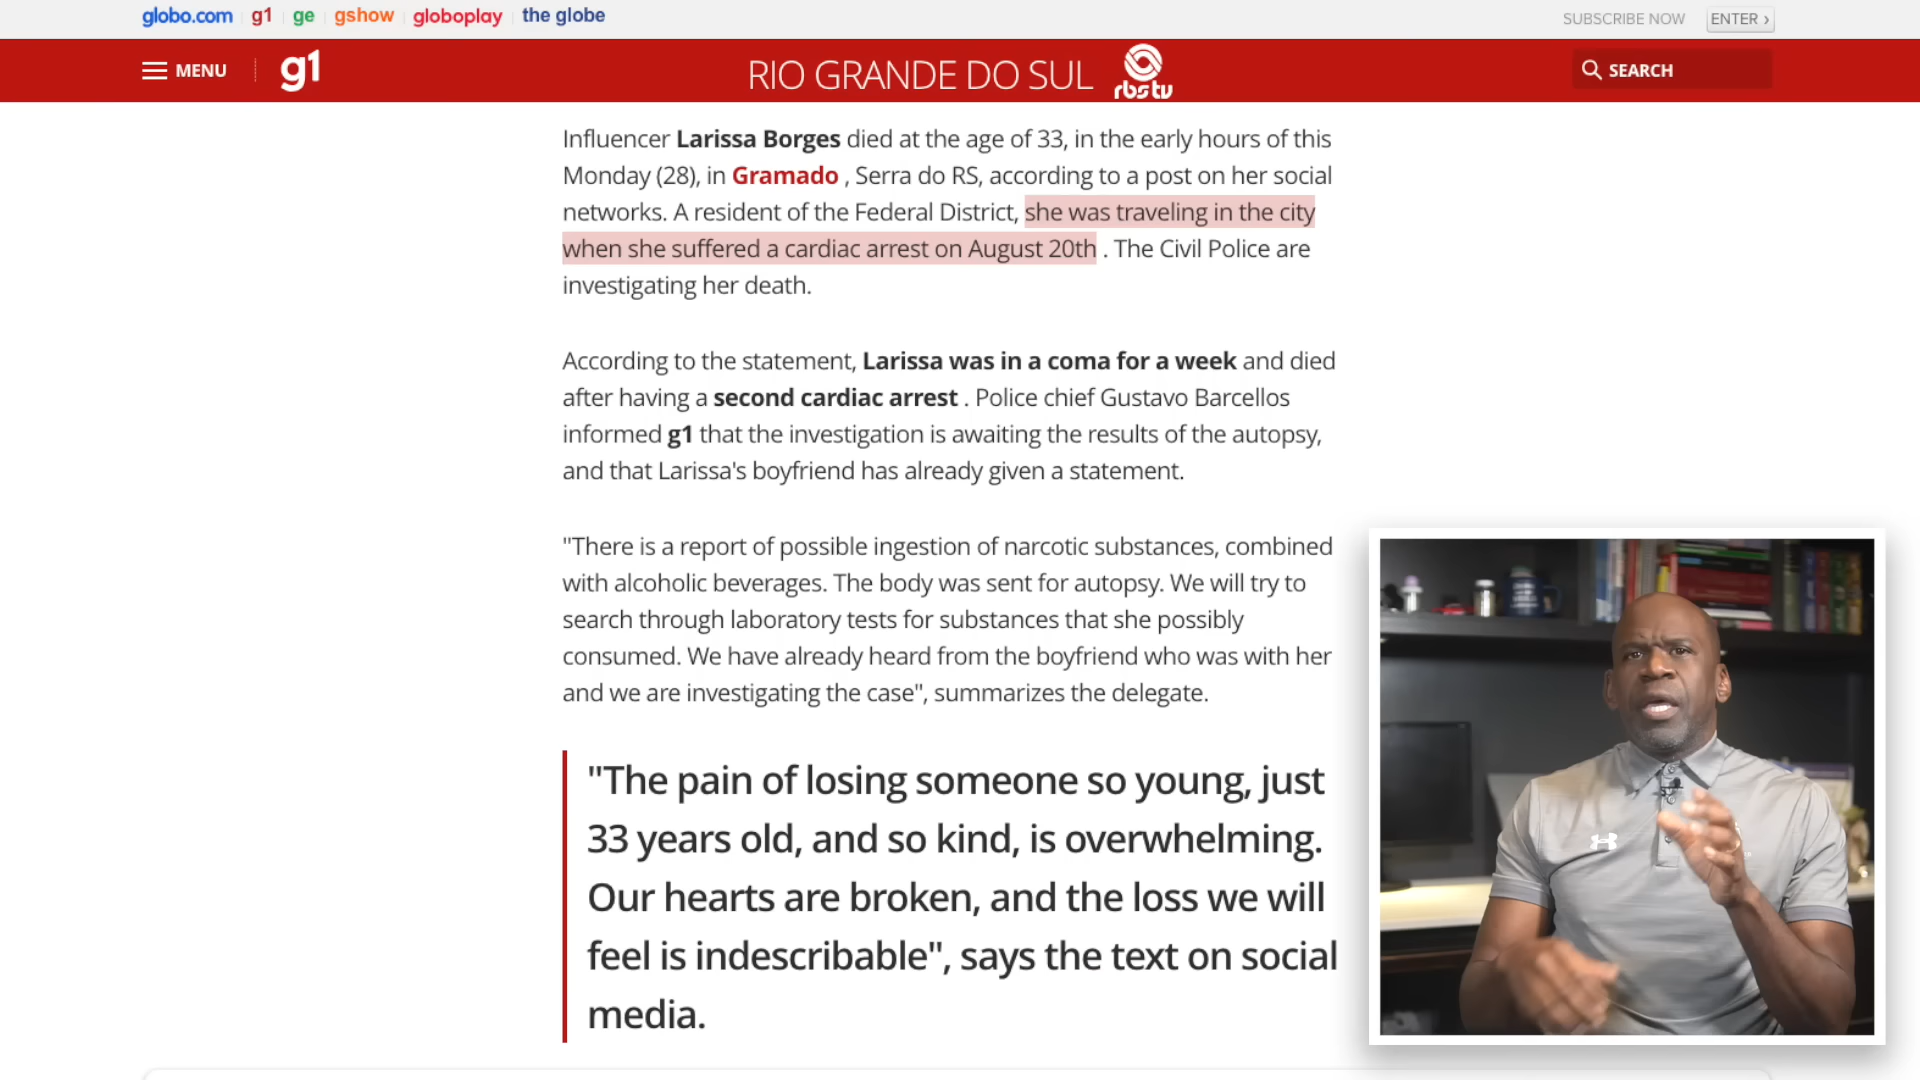 globo.com g1 ge gshow globoplay the globe SUBSCRIBE NOW ENTER ›
MENU g1 RIO GRANDE DO SUL rbstv SEARCH
Influencer Larissa Borges died at the age of 33, in the early hours of this
Monday (28), in Gramado , Serra do RS, according to a post on her social
networks. A resident of the Federal District, she was traveling in the city
when she suffered a cardiac arrest on August 20th . The Civil Police are
investigating her death.
According to the statement, Larissa was in a coma for a week and died
after having a second cardiac arrest . Police chief Gustavo Barcellos
informed g1 that the investigation is awaiting the results of the autopsy,
and that Larissa's boyfriend has already given a statement.
"There is a report of possible ingestion of narcotic substances, combined
with alcoholic beverages. The body was sent for autopsy. We will try to
search through laboratory tests for substances that she possibly
consumed. We have already heard from the boyfriend who was with her
and we are investigating the case", summarizes the delegate.
"The pain of losing someone so young, just
33 years old, and so kind, is overwhelming.
Our hearts are broken, and the loss we will
feel is indescribable", says the text on social
media.